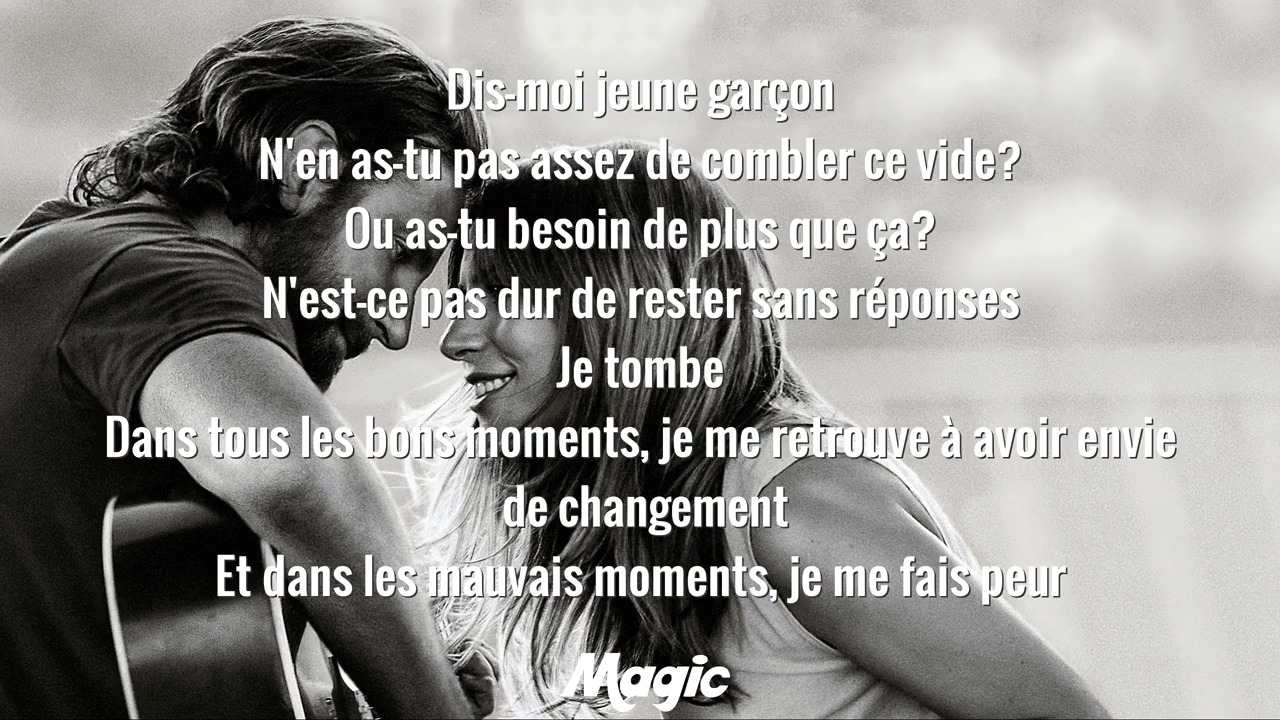 Dis-moi jeune garçon
N'en as-tu pas assez de combler ce vide?
Ou as-tu besoin de plus que ça?
N'est-ce pas dur de rester sans réponses
Je tombe
Dans tous les bons moments, je me retrouve à avoir envie
de changement
Et dans les mauvais moments, je me fais peur
Magic